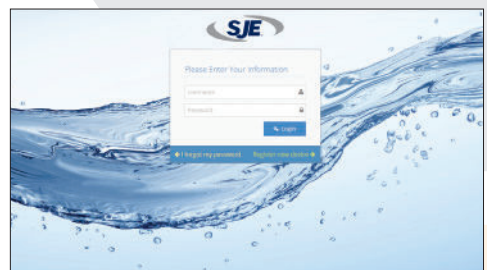 SJE
Please Enter Your Information
Username
Password
Login
I forgot my password Register new device